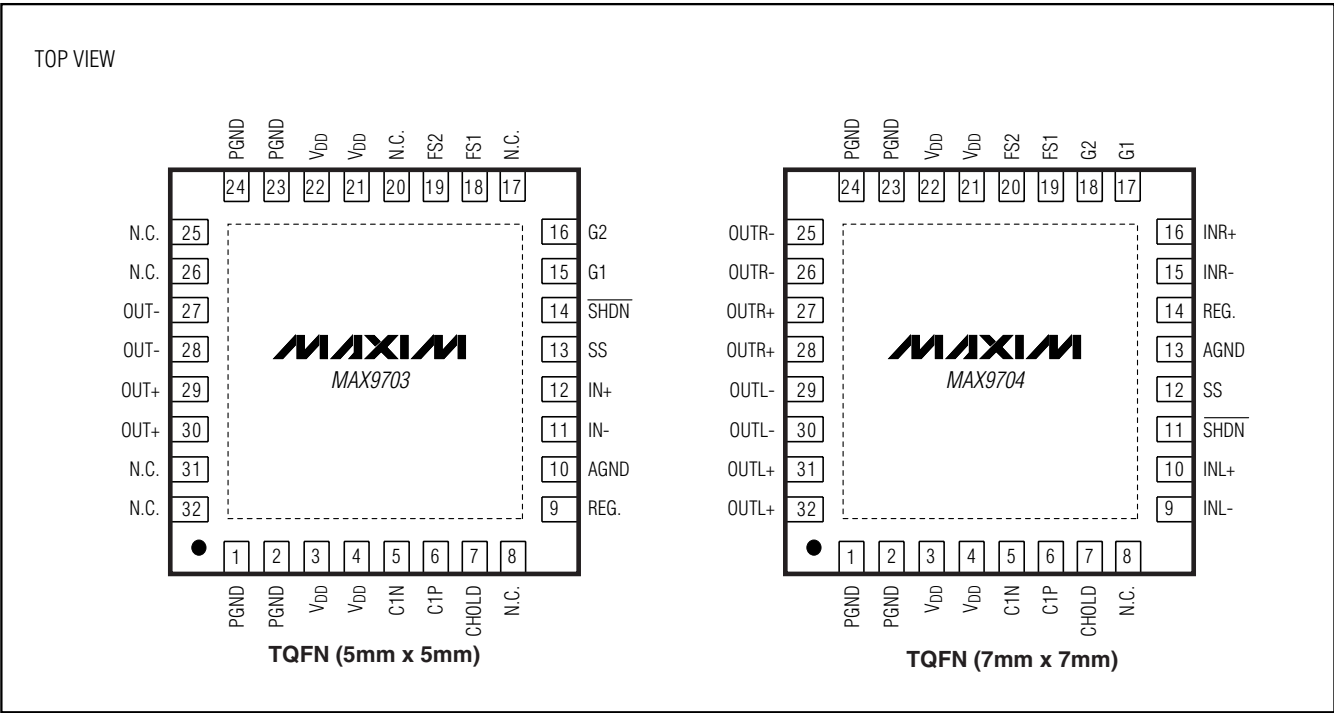 TOP VIEW
PGND PGND VDD VDD N.C. FS2 FS1 N.C.
24 23 22 21 20 19 18 17
N.C. 25 16 G2
N.C. 26 15 G1
OUT- 27 14 SHDN
OUT- 28 13 SS
OUT+ 29 12 IN+
OUT+ 30 11 IN-
N.C. 31 10 AGND
N.C. 32 9 REG.
MAXIM
MAX9703
1 2 3 4 5 6 7 8
PGND PGND VDD VDD C1N C1P CHOLD N.C.
TQFN (5mm x 5mm)
PGND PGND VDD VDD FS2 FS1 G2 G1
24 23 22 21 20 19 18 17
OUTR- 25 16 INR+
OUTR- 26 15 INR-
OUTR+ 27 14 REG.
OUTR+ 28 13 AGND
OUTL- 29 12 SS
OUTL- 30 11 SHDN
OUTL+ 31 10 INL+
OUTL+ 32 9 INL-
MAXIM
MAX9704
1 2 3 4 5 6 7 8
PGND PGND VDD VDD C1N C1P CHOLD N.C.
TQFN (7mm x 7mm)